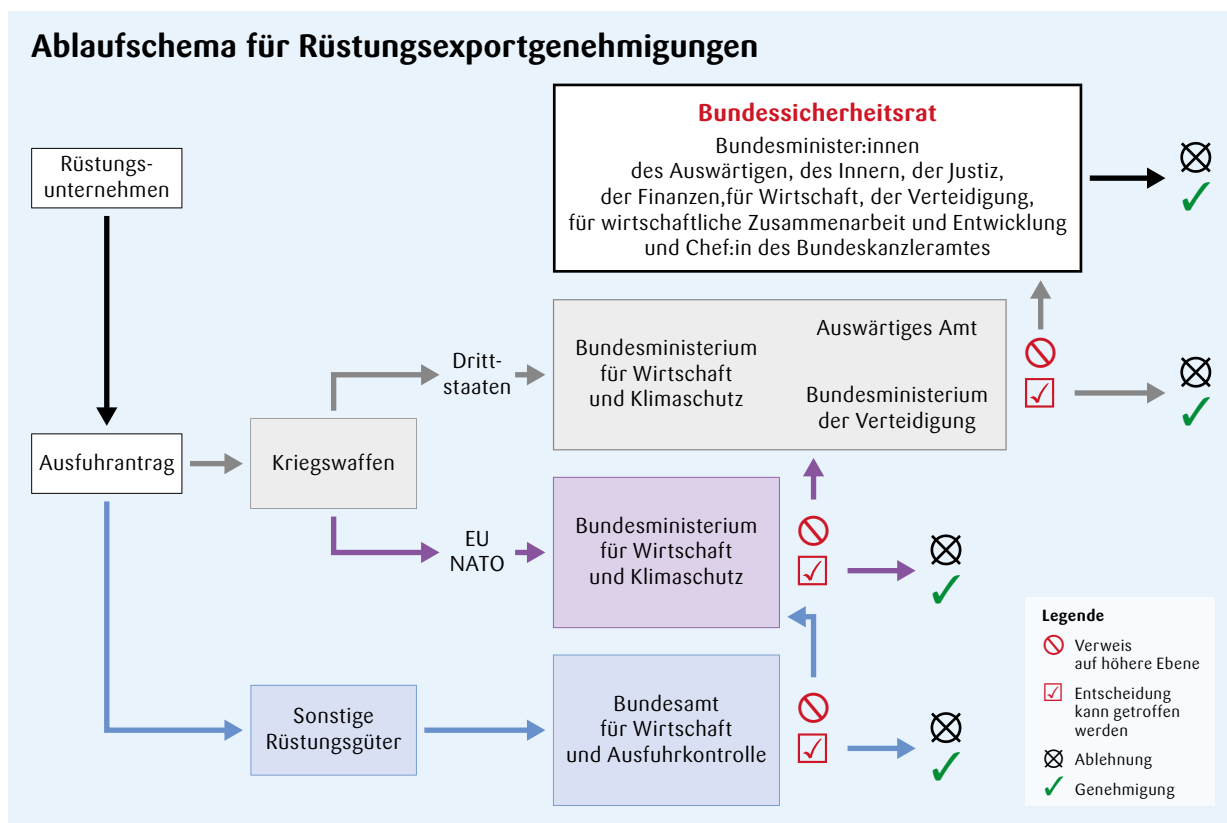 Ablaufschema für Rüstungsexportgenehmigungen
Rüstungs-
unternehmen
Bundessicherheitsrat
Bundesminister:innen
des Auswärtigen, des Innern, der Justiz,
der Finanzen,für Wirtschaft, der Verteidigung,
für wirtschaftliche Zusammenarbeit und Entwicklung
und Chef:in des Bundeskanzleramtes
Ausfuhrantrag
Kriegswaffen
Dritt-
staaten
Bundesministerium
für Wirtschaft
und Klimaschutz
Auswärtiges Amt
Bundesministerium
der Verteidigung
EU
NATO
Bundesministerium
für Wirtschaft
und Klimaschutz
Sonstige
Rüstungsgüter
Bundesamt
für Wirtschaft
und Ausfuhrkontrolle
Legende
Verweis
auf höhere Ebene
Entscheidung
kann getroffen
werden
Ablehnung
Genehmigung